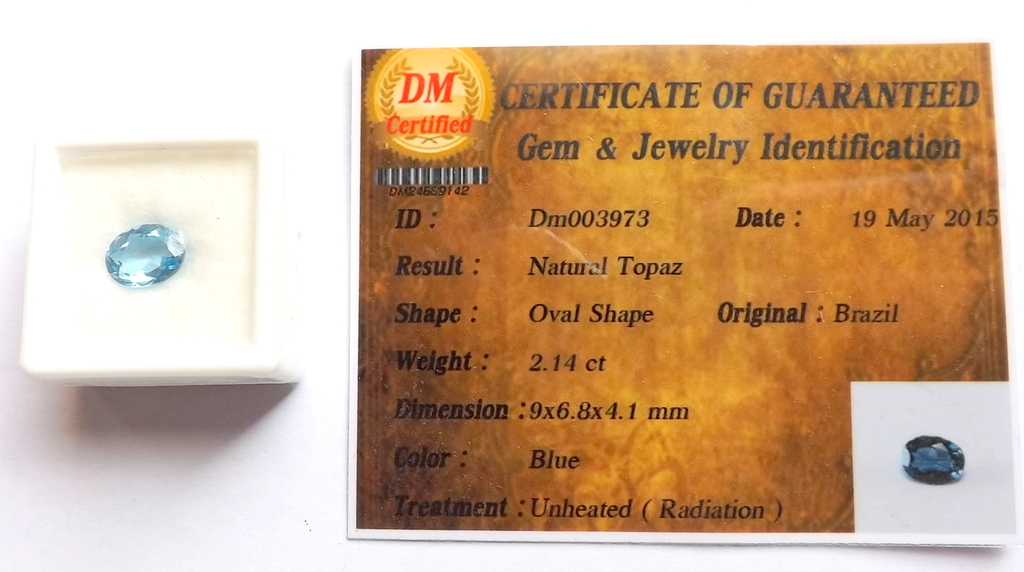 DM
Certified
CERTIFICATE OF GUARANTEED
Gem & Jewelry Identification
ID : Dm003973 Date : 19 May 2015
Result : Natural Topaz
Shape : Oval Shape Original : Brazil
Weight : 2.14 ct
Dimension : 9x6.8x4.1 mm
Color : Blue
Treatment : Unheated ( Radiation )